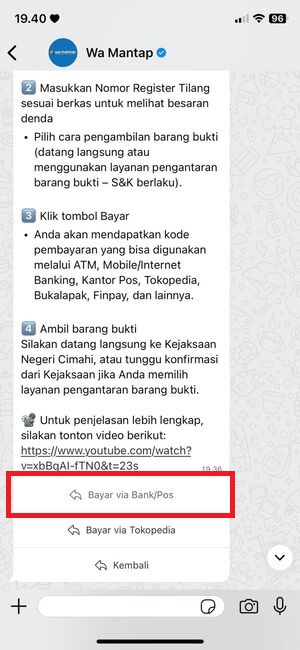 19.40
40
Wa Mantap
2 Masukkan Nomor Register Tilang
sesuai berkas untuk melihat besaran
denda
• Pilih cara pengambilan barang bukti
(datang langsung atau
menggunakan layanan pengantaran
barang bukti – S&K berlaku).
3 Klik tombol Bayar
• Anda akan mendapatkan kode
pembayaran yang bisa digunakan
melalui ATM, Mobile/Internet
Banking, Kantor Pos, Tokopedia,
Bukalapak, Finpay, dan lainnya.
4 Ambil barang bukti
Silakan datang langsung ke Kejaksaan
Negeri Cimahi, atau tunggu konfirmasi
dari Kejaksaan jika Anda memilih
layanan pengantaran barang bukti.
Untuk penjelasan lebih lengkap,
silakan tonton video berikut:
https://www.youtube.com/watch?
v=xbBgAI-fTN0&t=23s
19.36
Bayar via Bank/Pos
Bayar via Tokopedia
Kembali